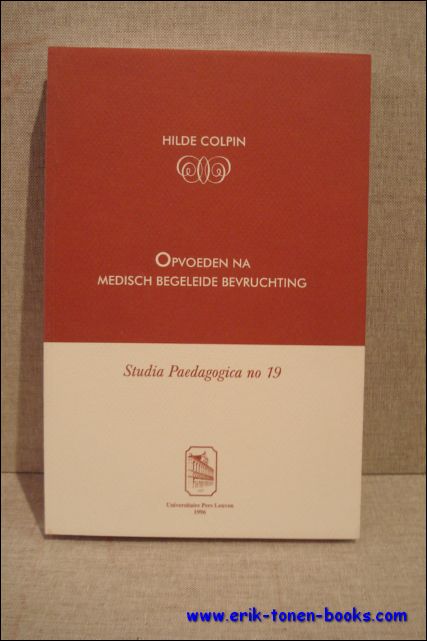 HILDE COLPIN
OPVOEDEN NA
MEDISCH BEGELEIDE BEVRUCHTING
Studia Paedagogica no 19
Universitaire Pers Leuven
1996
www.erik-tonen-books.com